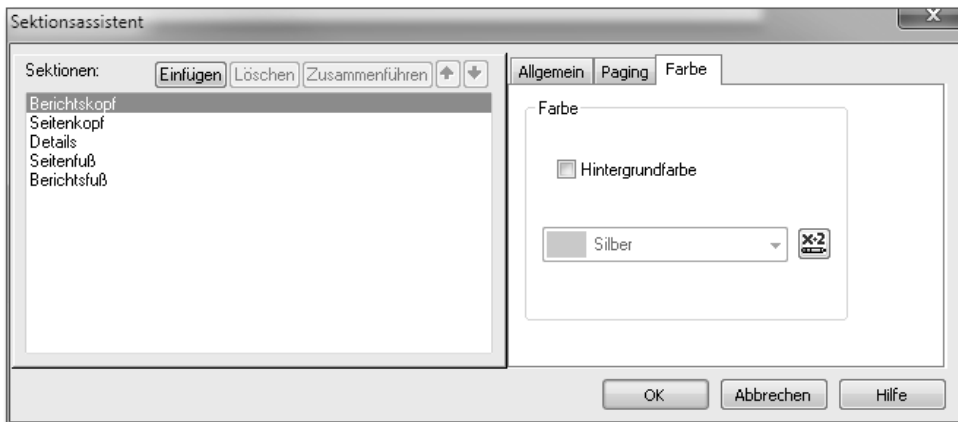 Sektionsassistent
X
Sektionen:
Einfügen Löschen Zusammenführen
Berichtskopf
Seitenkopf
Details
Seitenfuß
Berichtsfuß
Allgemein Paging Farbe
Farbe
Hintergrundfarbe
Silber
X·2
OK Abbrechen Hilfe